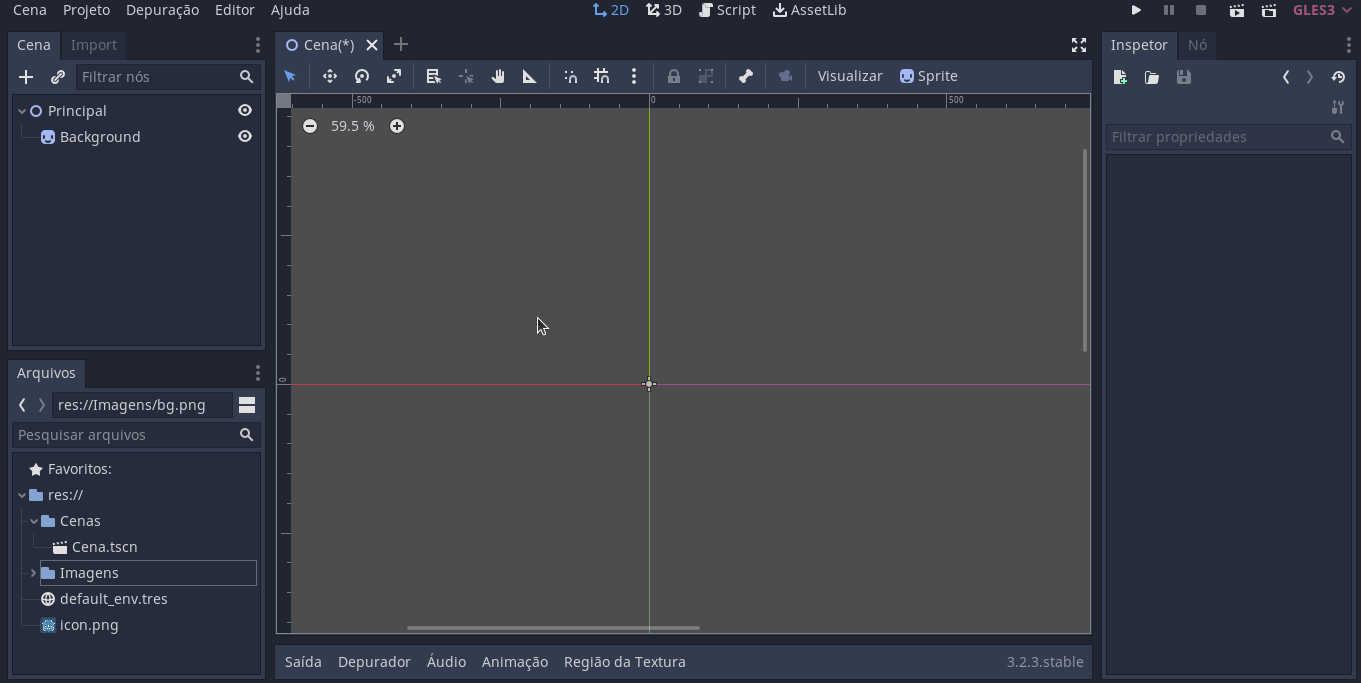 Cena Projeto Depuração Editor Ajuda 2D 3D Script AssetLib GLES3
Cena Import
Filtrar nós
Principal
Background
Arquivos
res://Imagens/bg.png
Pesquisar arquivos
Favoritos:
res://
Cenas
Cena.tscn
Imagens
default_env.tres
icon.png
Cena(*)
Visualizar Sprite
-500 0 500
59.5 %
0
Saída Depurador Áudio Animação Região da Textura 3.2.3.stable
Inspetor Nó
Filtrar propriedades